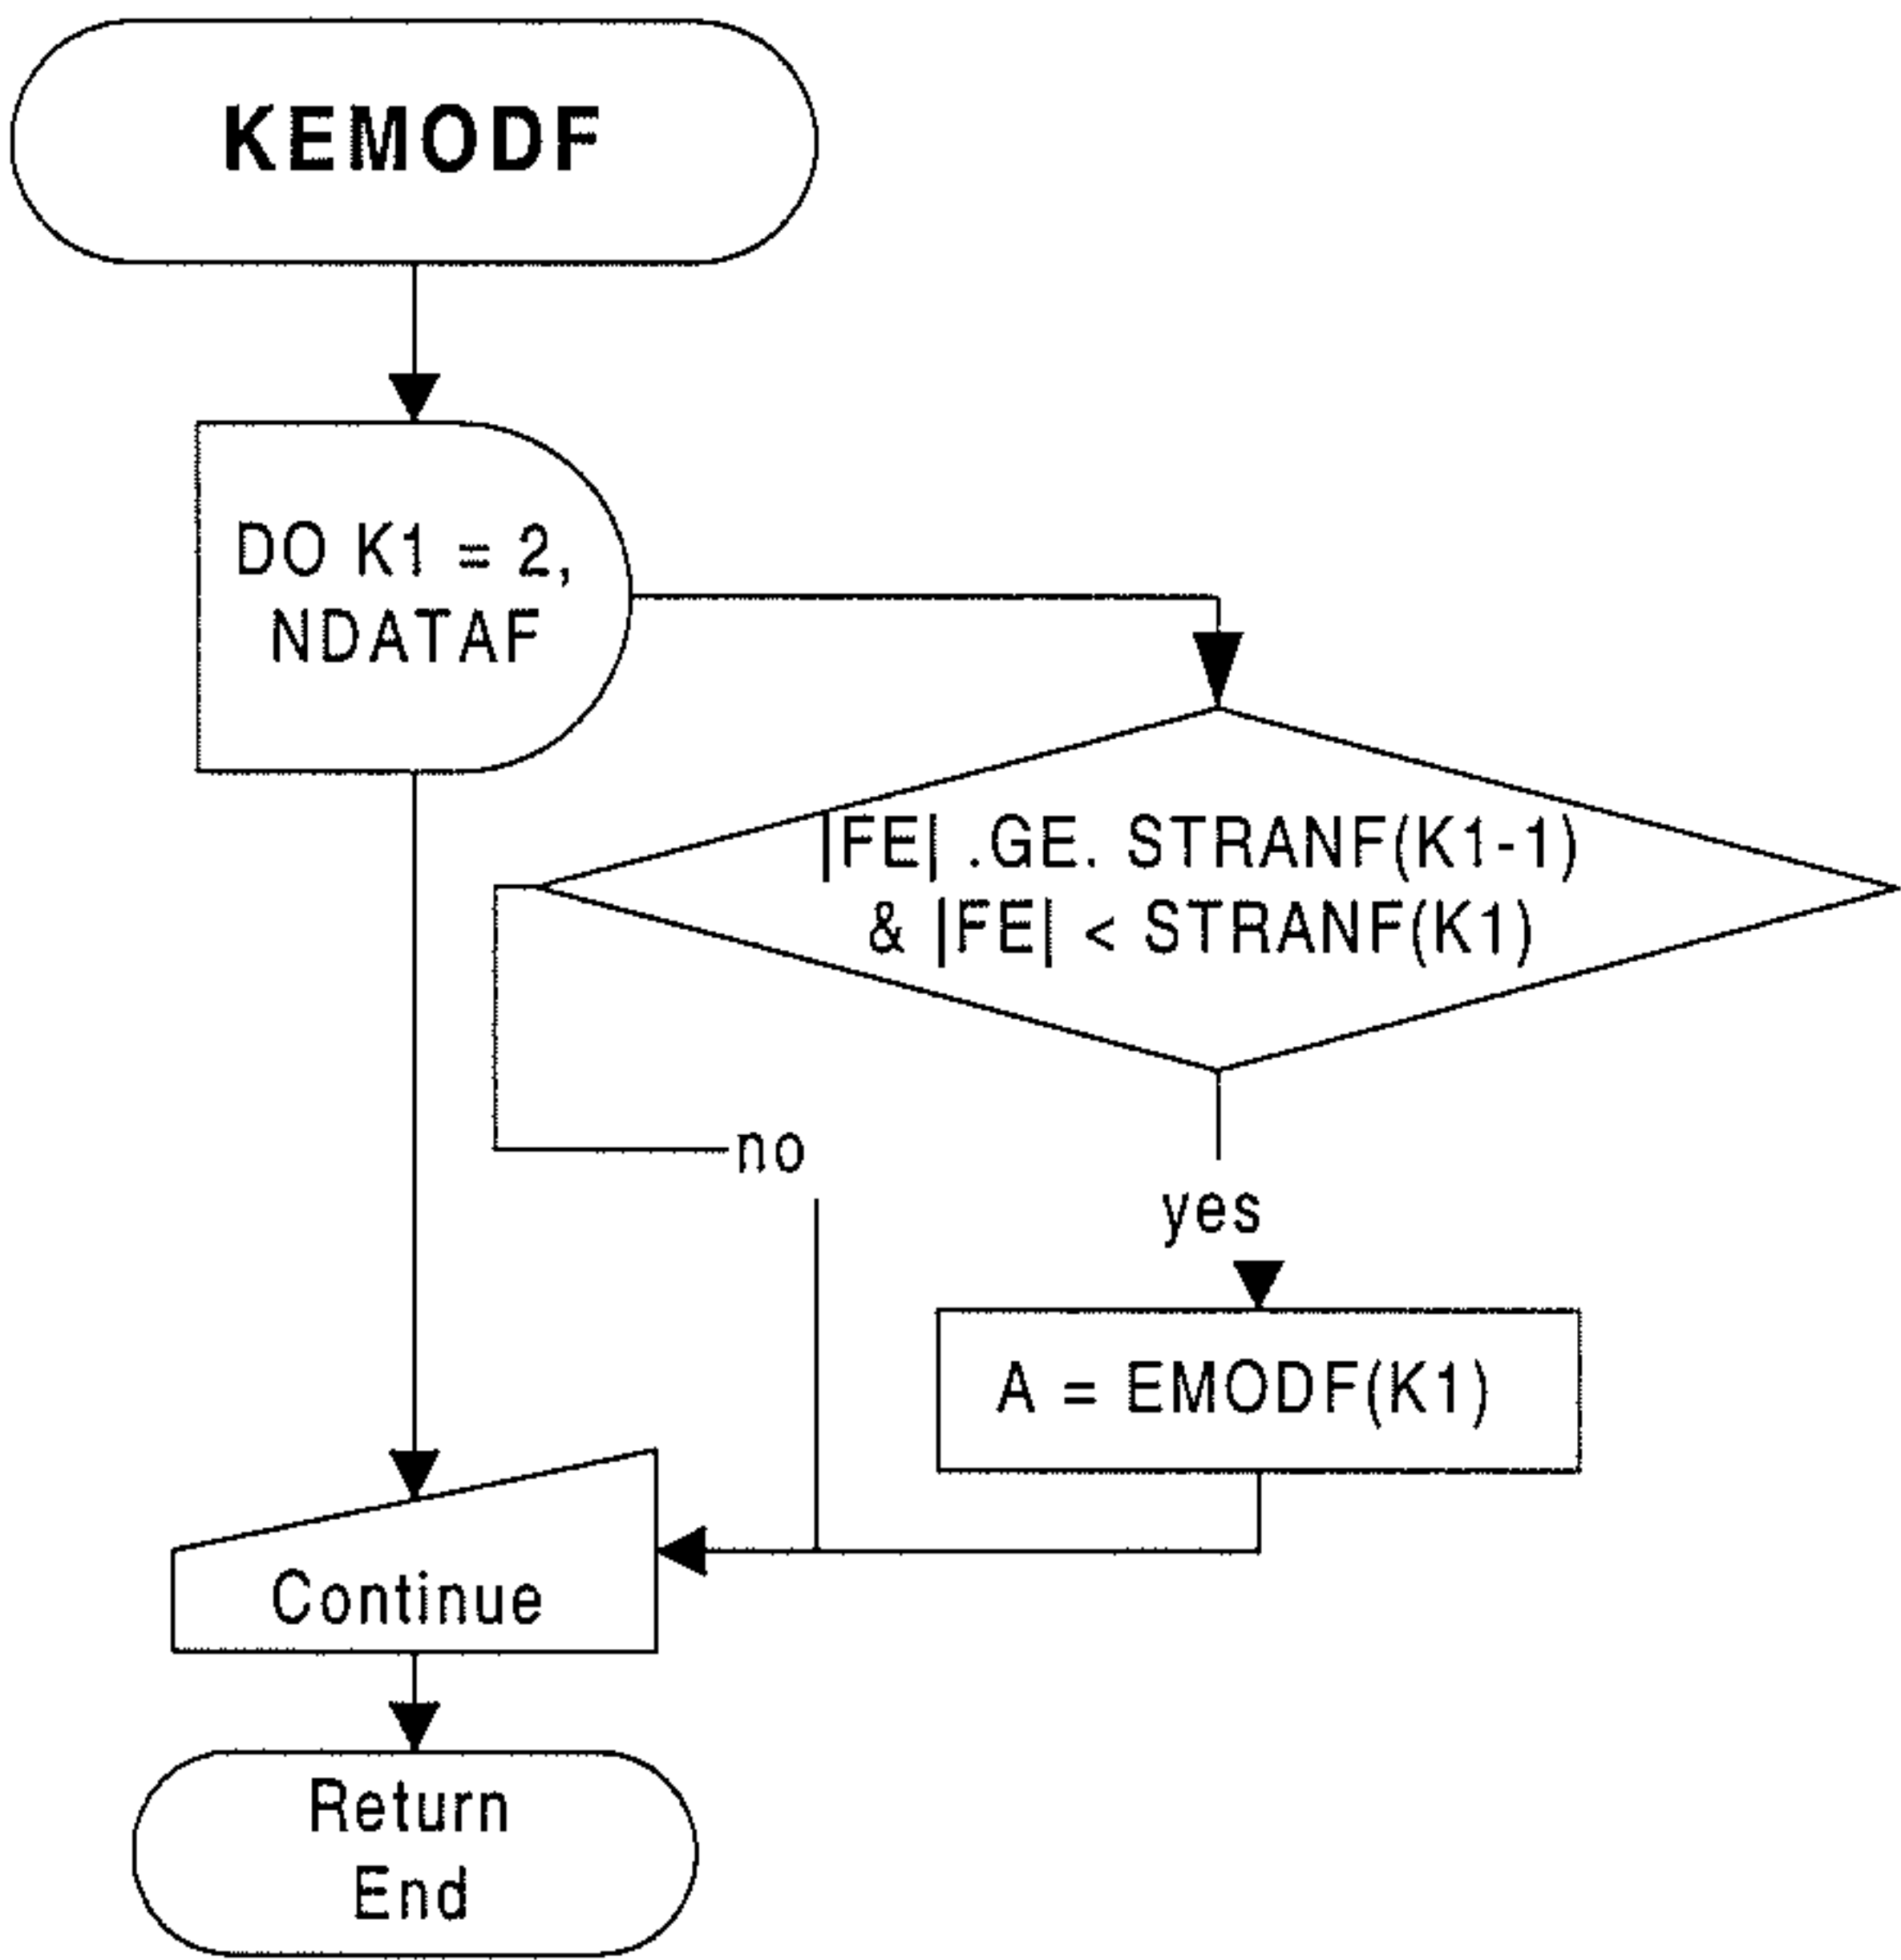 KEMODF
DO K1 = 2,
NDATAF
|FE| .GE. STRANF(K1-1)
& |FE| < STRANF(K1)
no
yes
A = EMODF(K1)
Continue
Return
End